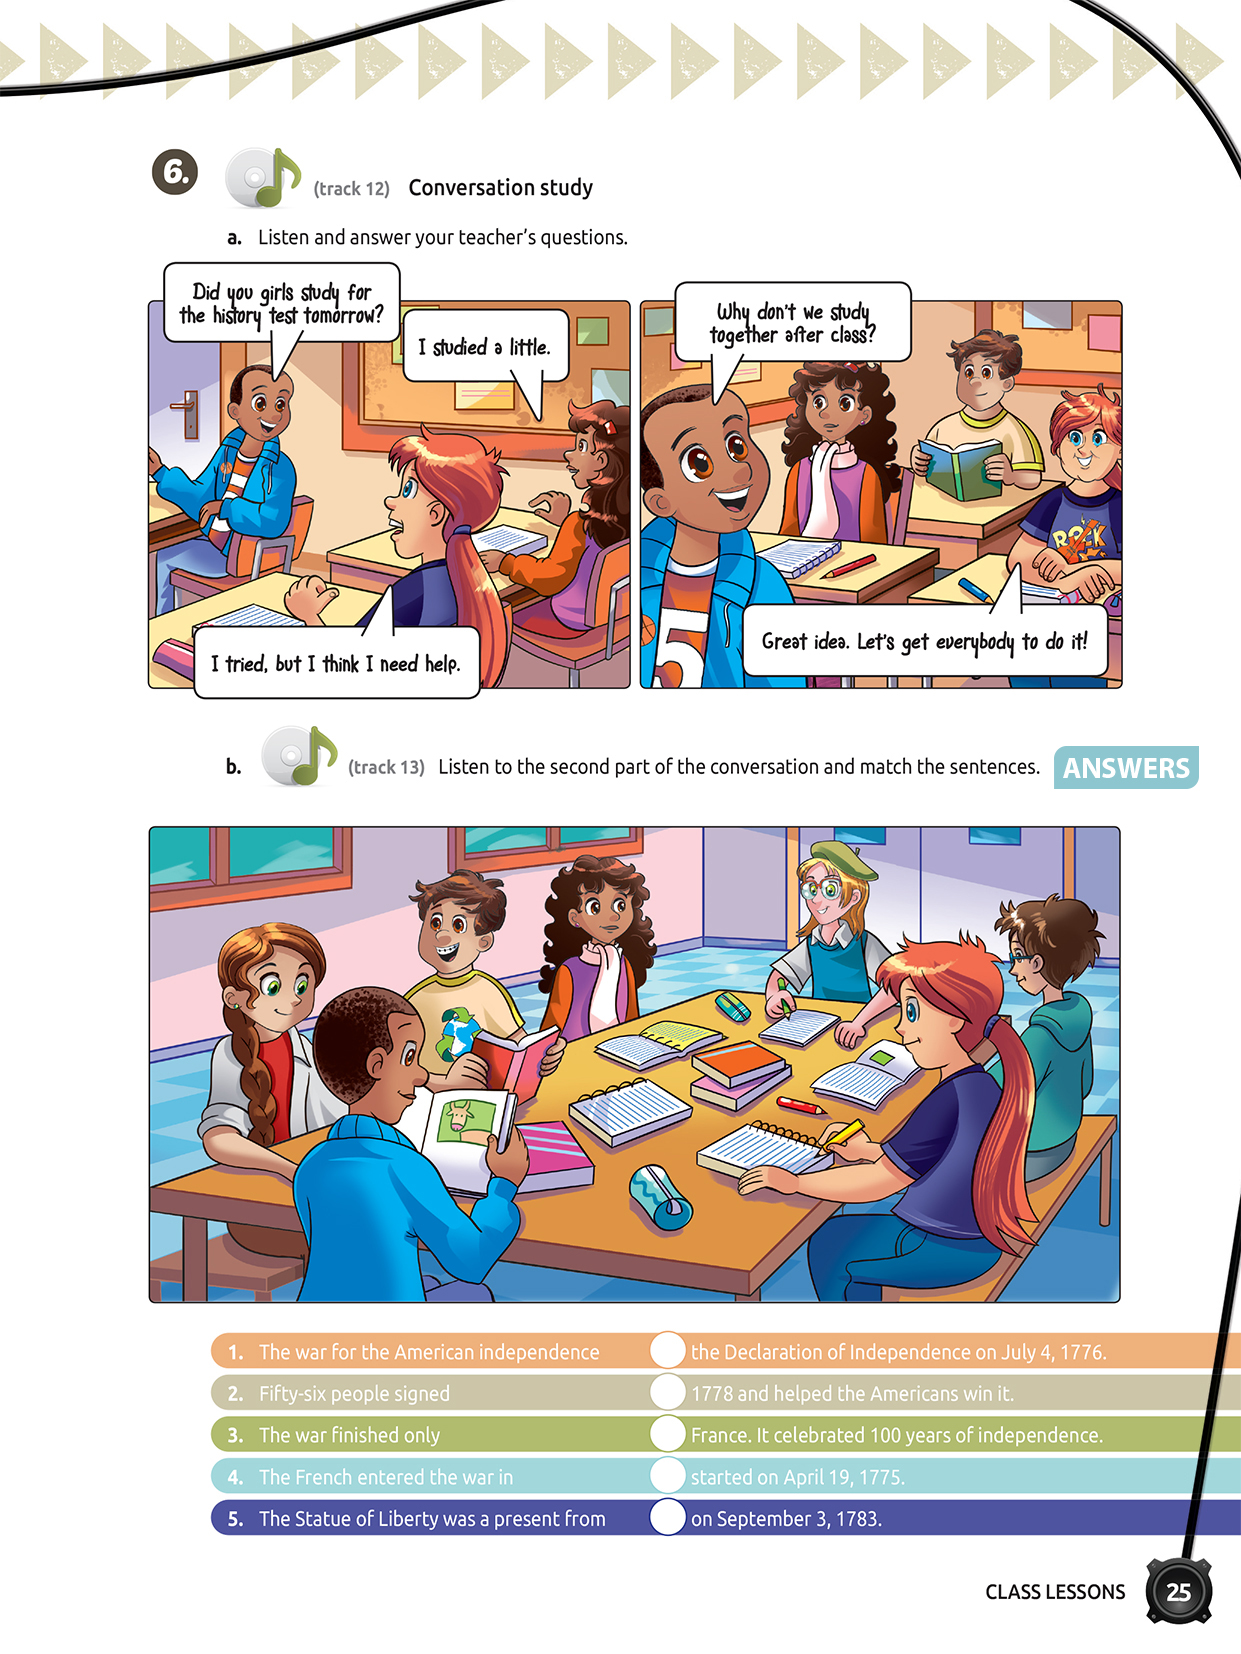 6.
(track 12) Conversation study
a. Listen and answer your teacher's questions.
Did you girls study for
the history test tomorrow?
I studied a little.
I tried, but I think I need help.
Why don't we study
together after class?
ROCK
5
Great idea. Let's get everybody to do it!
b. (track 13) Listen to the second part of the conversation and match the sentences. ANSWERS
1. The war for the American independence the Declaration of Independence on July 4, 1776.
2. Fifty-six people signed 1778 and helped the Americans win it.
3. The war finished only France. It celebrated 100 years of independence.
4. The French entered the war in started on April 19, 1775.
5. The Statue of Liberty was a present from on September 3, 1783.
CLASS LESSONS 25